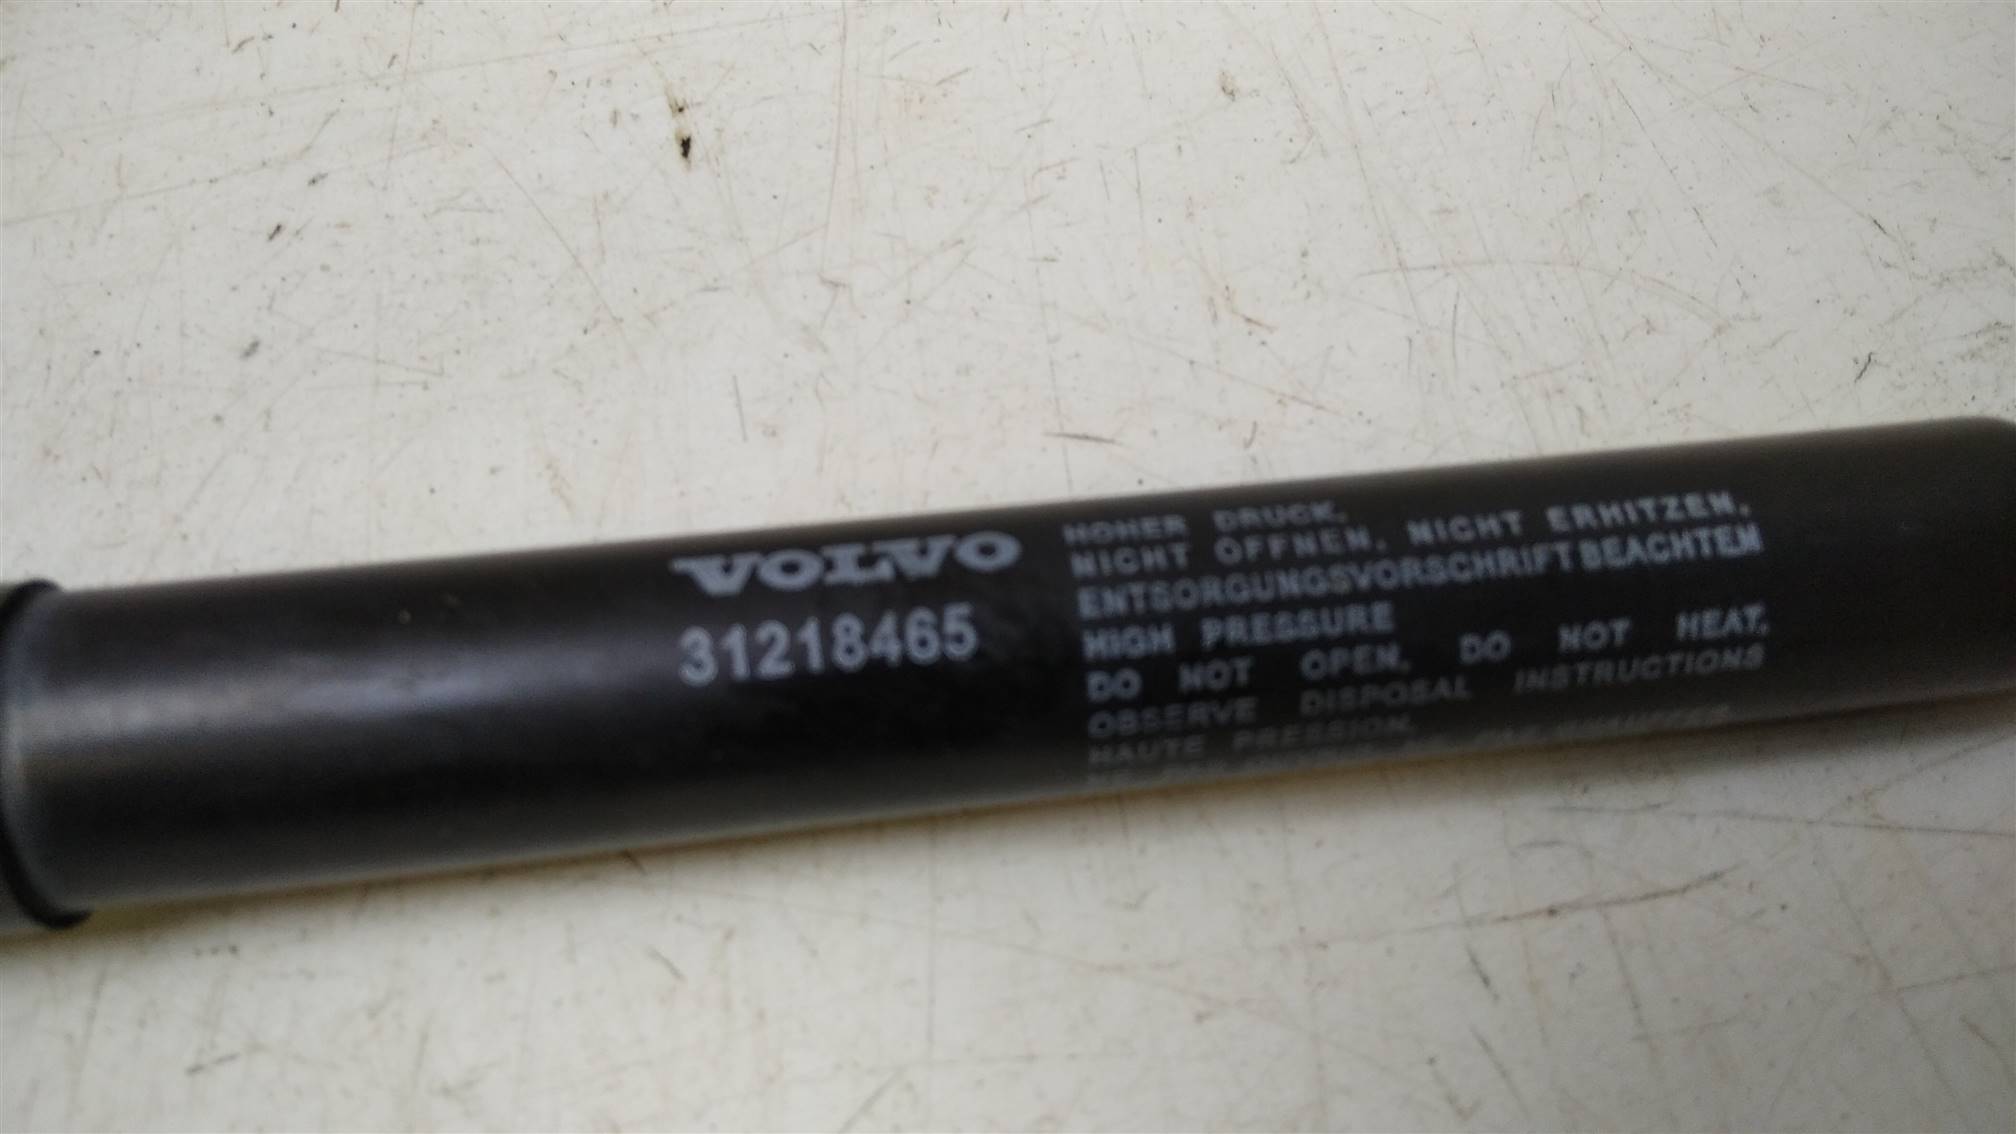 VOLVO
31218465
HOHER DRUCK.
NICHT OFFNEN. NICHT ERHITZEN.
ENTSORGUNGSVORSCHRIFT BEACHTEN
HIGH PRESSURE
DO NOT OPEN. DO NOT HEAT.
OBSERVE DISPOSAL INSTRUCTIONS
HAUTE PRESSION.